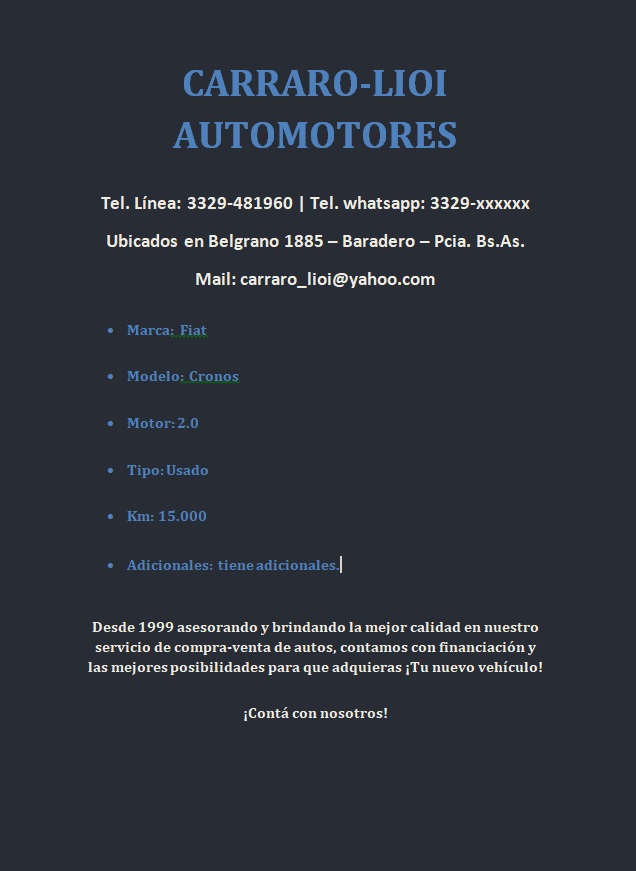 CARRARO-LIOI
AUTOMOTORES
Tel. Línea: 3329-481960 | Tel. whatsapp: 3329-xxxxxx
Ubicados en Belgrano 1885 – Baradero – Pcia. Bs.As.
Mail: carraro_lioi@yahoo.com
• Marca: Fiat
• Modelo: Cronos
• Motor: 2.0
• Tipo: Usado
• Km: 15.000
• Adicionales: tiene adicionales.
Desde 1999 asesorando y brindando la mejor calidad en nuestro
servicio de compra-venta de autos, contamos con financiación y
las mejores posibilidades para que adquieras ¡Tu nuevo vehículo!
¡Contá con nosotros!